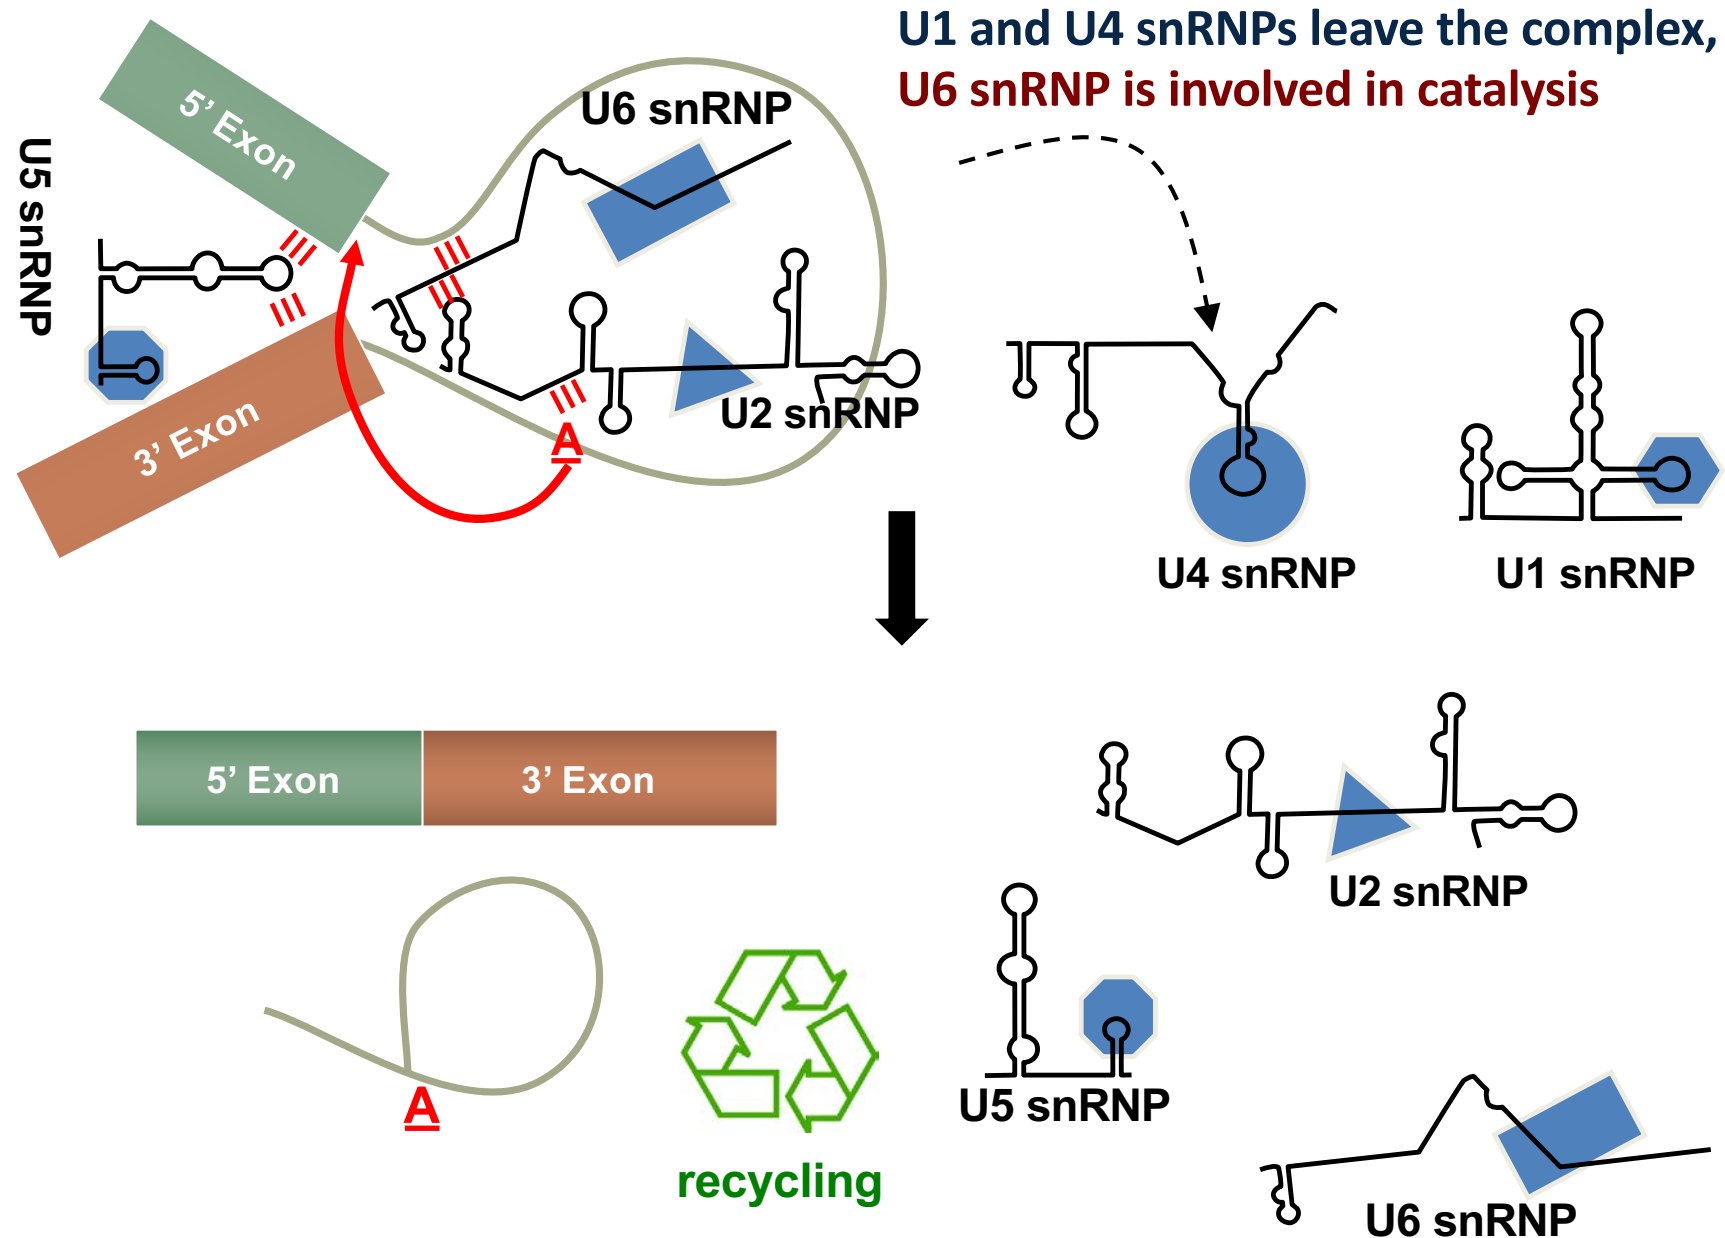 U1 and U4 snRNPs leave the complex,
U6 snRNP is involved in catalysis
5’ Exon
U6 snRNP
U5 snRNP
3’ Exon
U2 snRNP
A
U4 snRNP
U1 snRNP
5’ Exon
3’ Exon
U2 snRNP
A
U5 snRNP
recycling
U6 snRNP